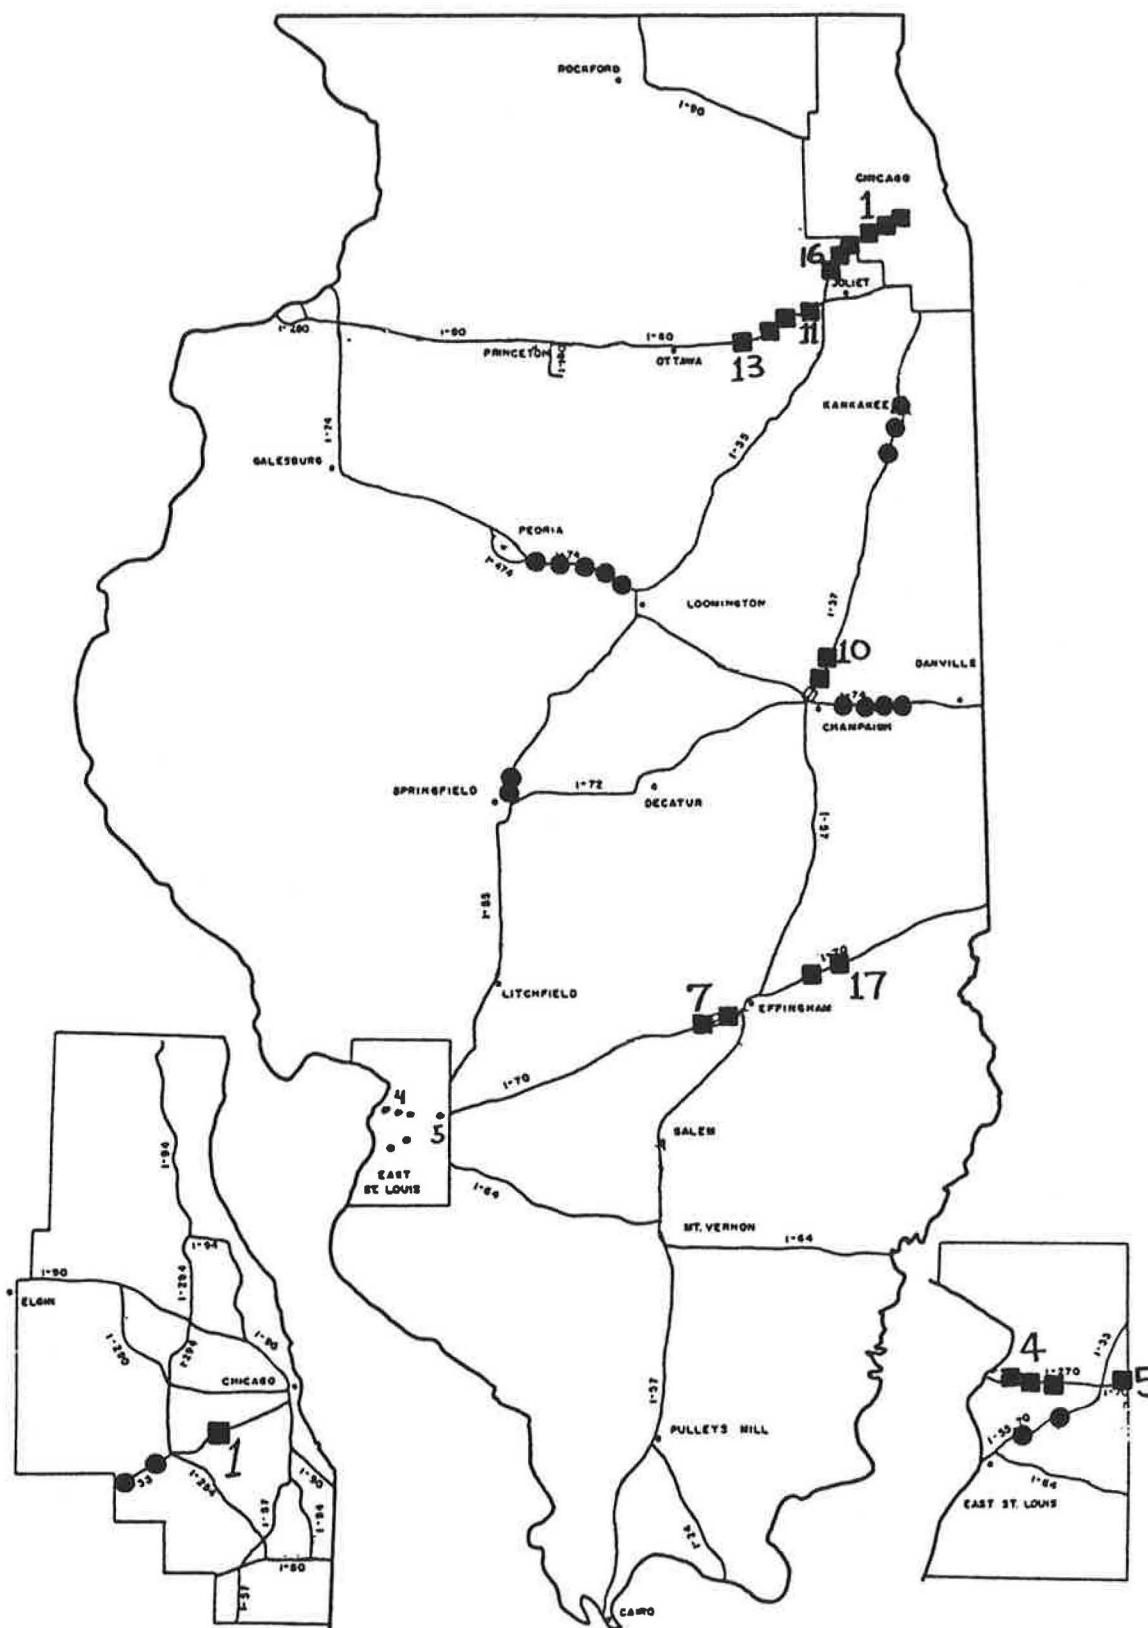 ROCKFORD
I-90
CHICAGO
1
16
JOLIET
I-280
I-80
PRINCETON
I-180
I-80
OTTAWA
13
11
I-74
GALESBURG
I-55
KANKAKEE
PEORIA
I-474
I-74
LOOMINGTON
I-57
10
DANVILLE
I-74
CHAMPAIGN
SPRINGFIELD
I-72
DECATUR
I-57
I-55
LITCHFIELD
7
EFFINGHAM
I-70
17
I-70
4
5
EAST
ST. LOUIS
SALEM
I-64
MT. VERNON
I-64
I-57
PULLEYS MILL
I-24
CAIRO
I-94
I-94
I-90
ELGIN
I-294
I-290
I-294
I-90
CHICAGO
1
55
I-294
I-57
I-90
I-94
I-80
I-57
4
I-270
I-55
I-70
5
I-55
70
I-64
EAST ST. LOUIS